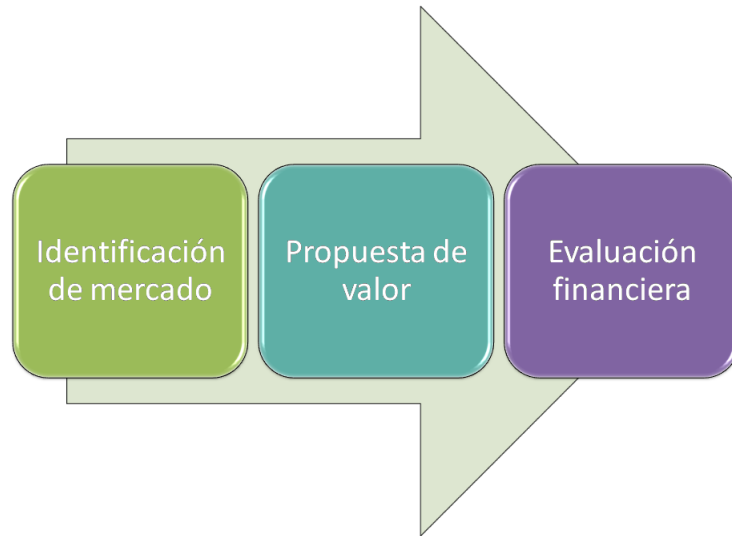 Identificación
de mercado
Propuesta de
valor
Evaluación
financiera